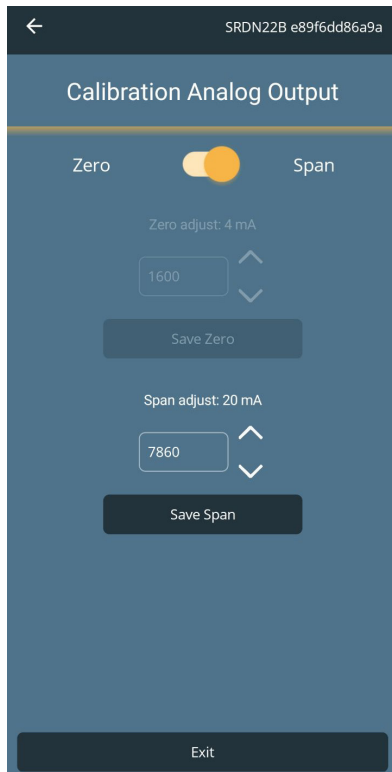 SRDN22B e89f6dd86a9a
Calibration Analog Output
Zero Span
Zero adjust: 4 mA
1600
Save Zero
Span adjust: 20 mA
7860
Save Span
Exit